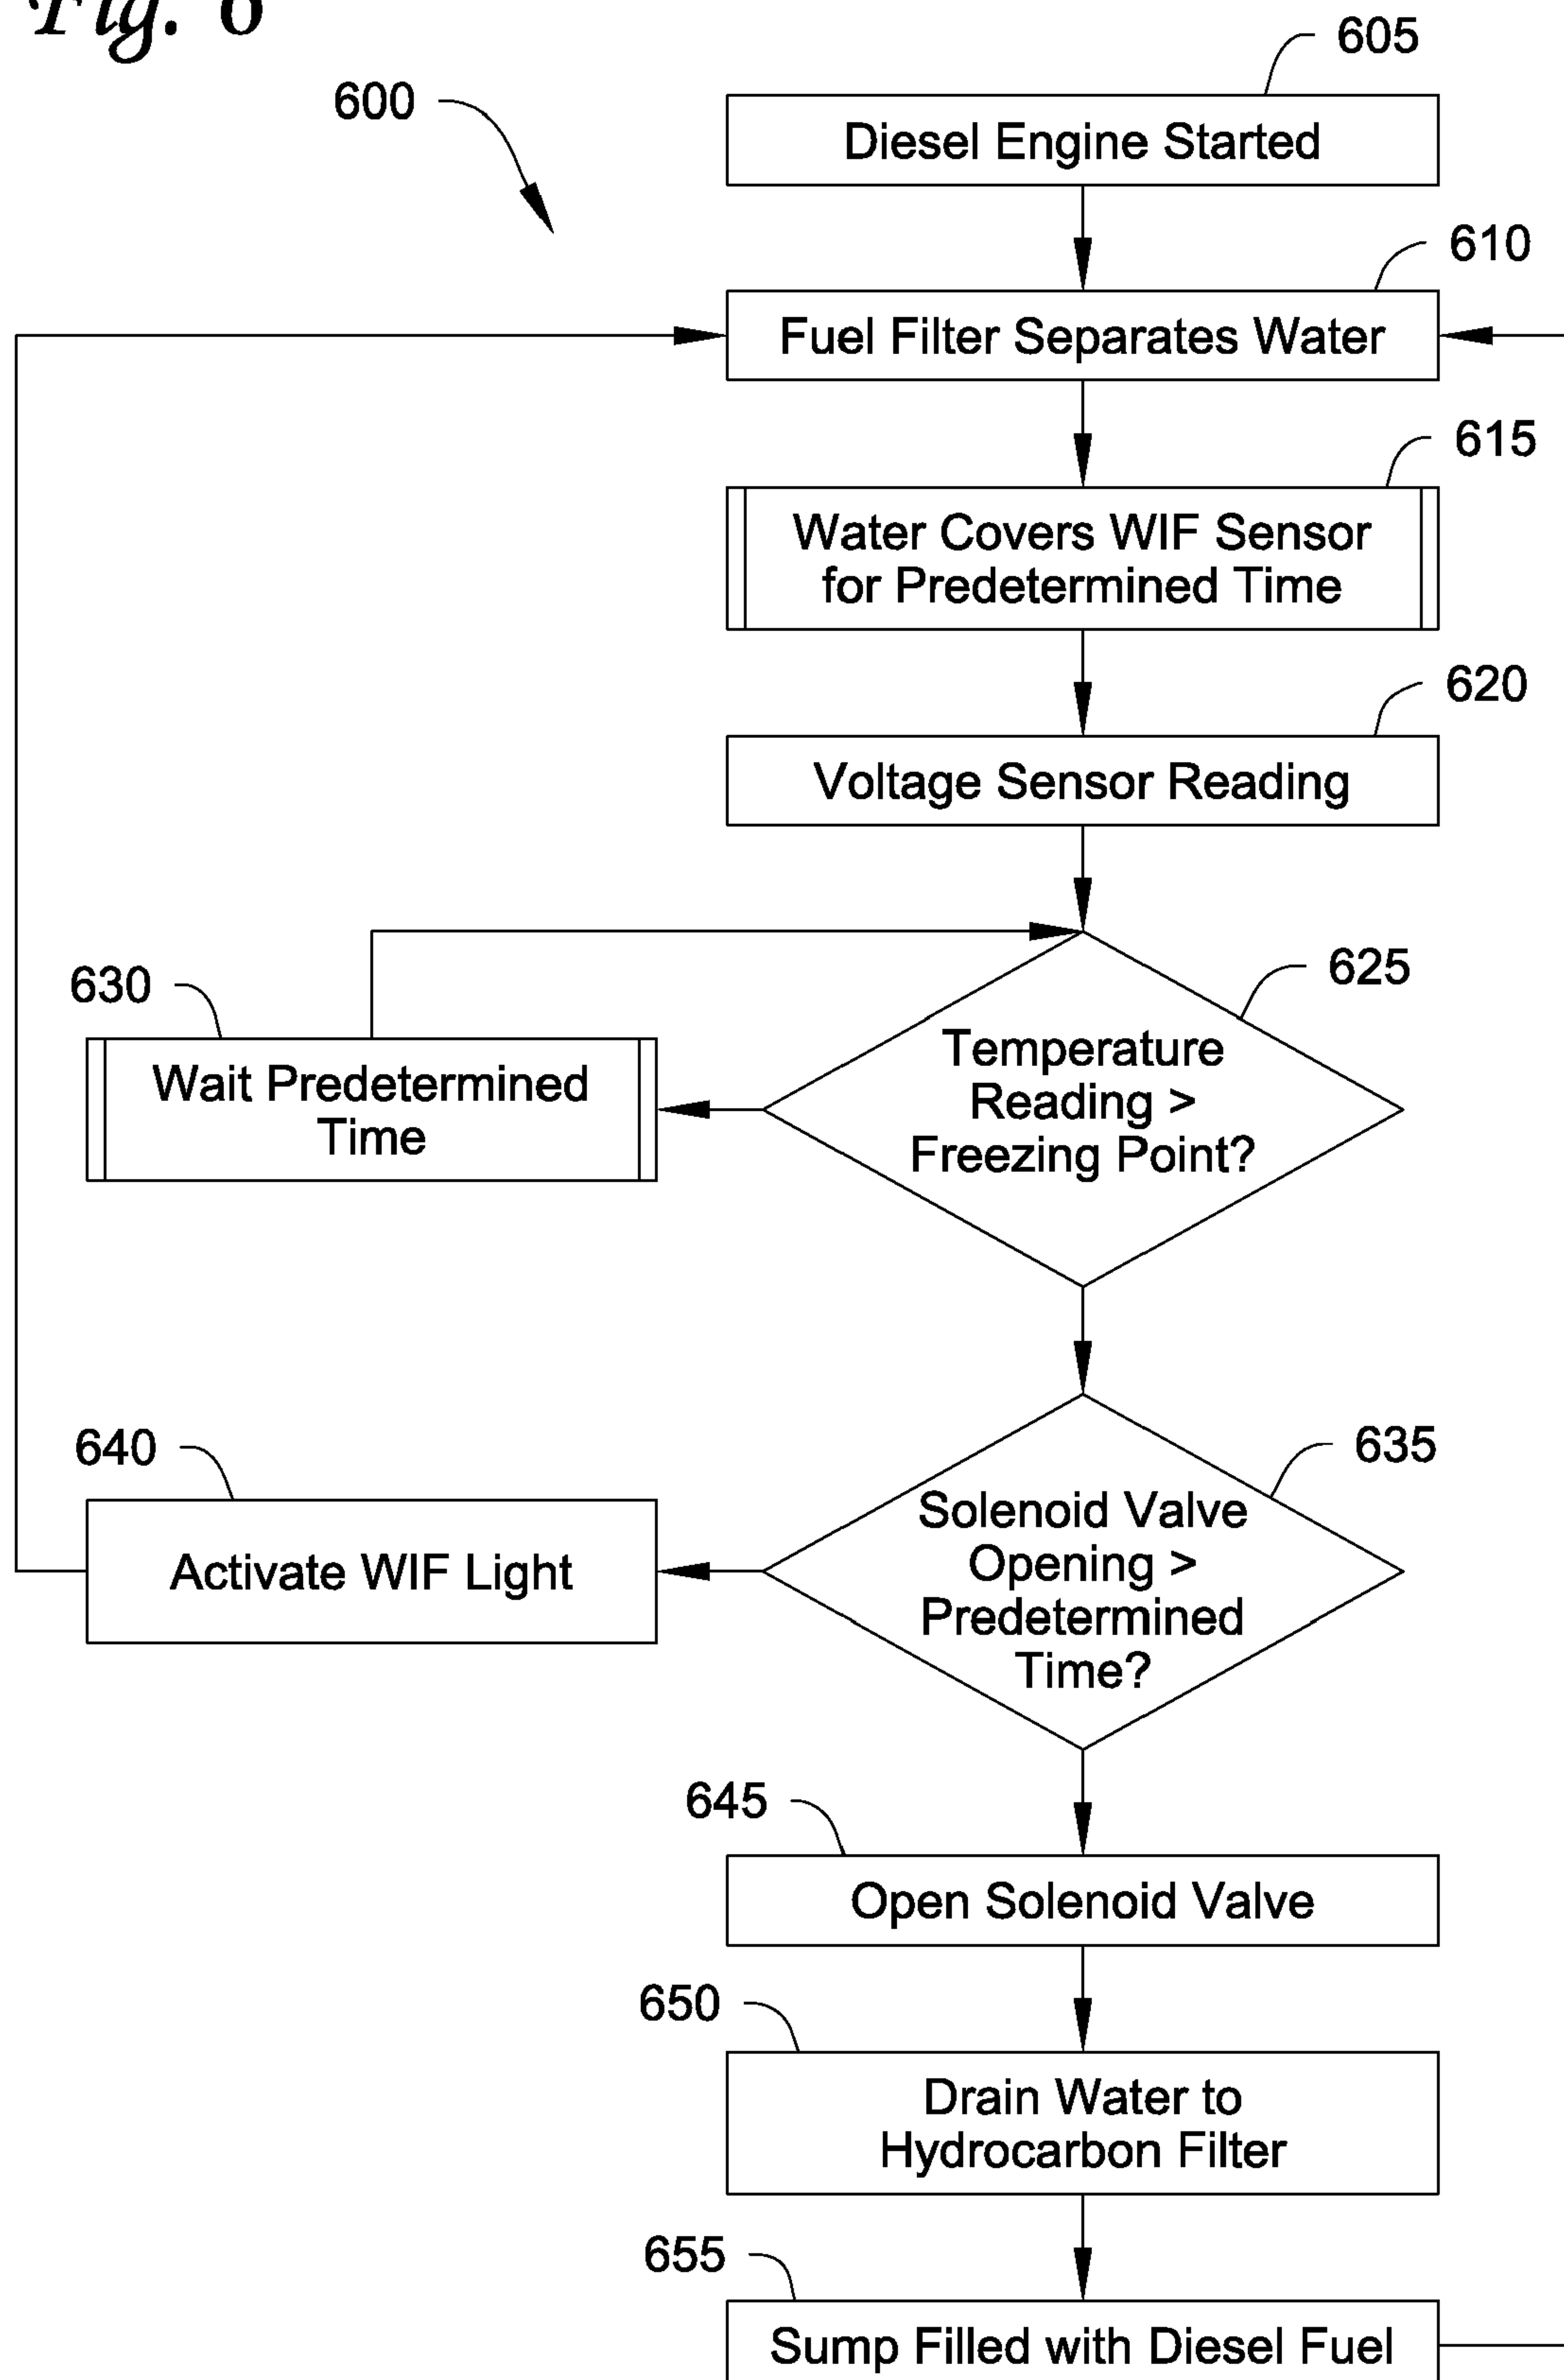 Fig. 6
605
600
Diesel Engine Started
610
Fuel Filter Separates Water
615
Water Covers WIF Sensor
for Predetermined Time
620
Voltage Sensor Reading
625
630
Temperature
Reading >
Freezing Point?
Wait Predetermined
Time
635
640
Solenoid Valve
Opening >
Predetermined
Time?
Activate WIF Light
645
Open Solenoid Valve
650
Drain Water to
Hydrocarbon Filter
655
Sump Filled with Diesel Fuel